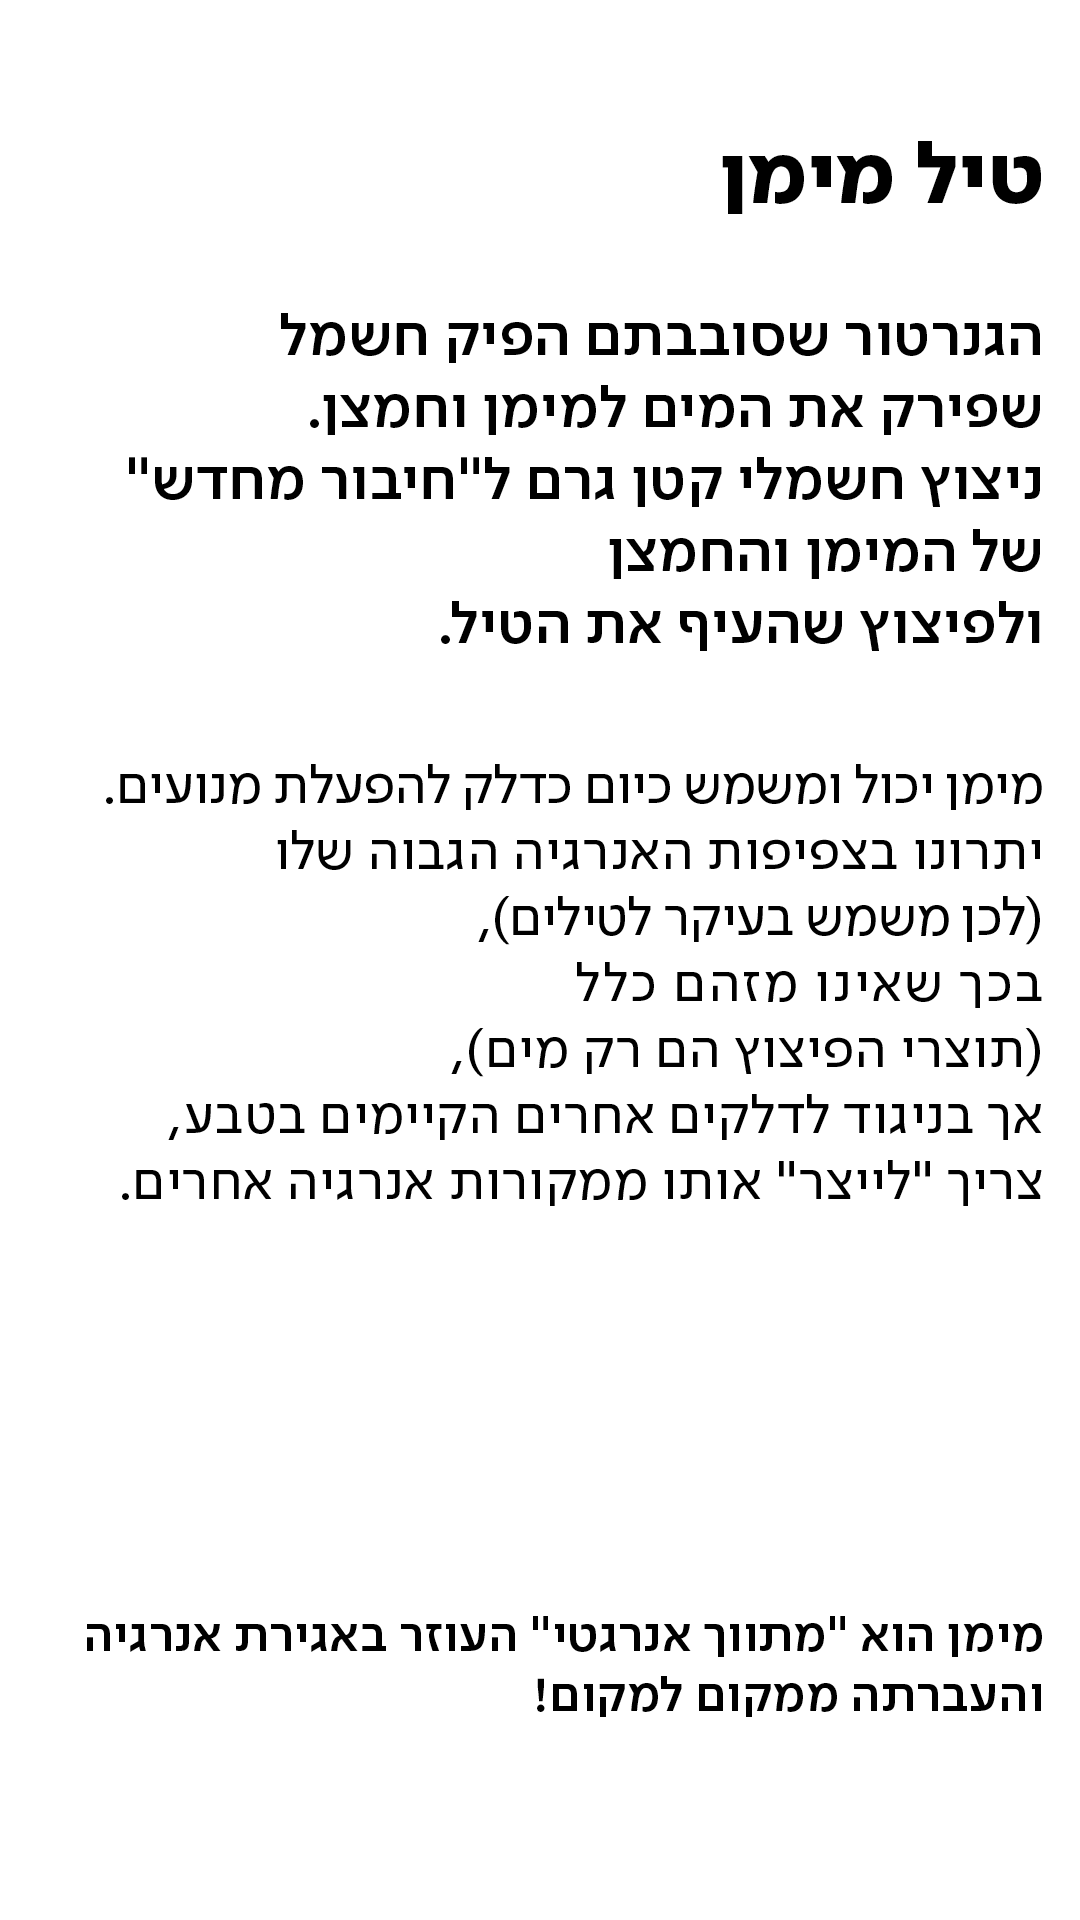 טיל מימן
הגנרטור שסובבתם הפיק חשמל
שפירק את המים למימן וחמצן.
ניצוץ חשמלי קטן גרם ל"חיבור מחדש"
של המימן והחמצן
ולפיצוץ שהעיף את הטיל.
מימן יכול ומשמש כיום כדלק להפעלת מנועים.
יתרונו בצפיפות האנרגיה הגבוה שלו
(לכן משמש בעיקר לטילים),
בכך שאינו מזהם כלל
(תוצרי הפיצוץ הם רק מים),
אך בניגוד לדלקים אחרים הקיימים בטבע,
צריך "לייצר" אותו ממקורות אנרגיה אחרים.
מימן הוא "מתווך אנרגטי" העוזר באגירת אנרגיה
והעברתה ממקום למקום!